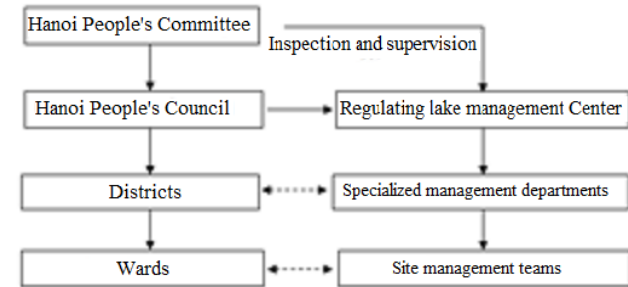 Hanoi People's Committee
Inspection and supervision
Hanoi People's Council
Regulating lake management Center
Districts
Specialized management departments
Wards
Site management teams